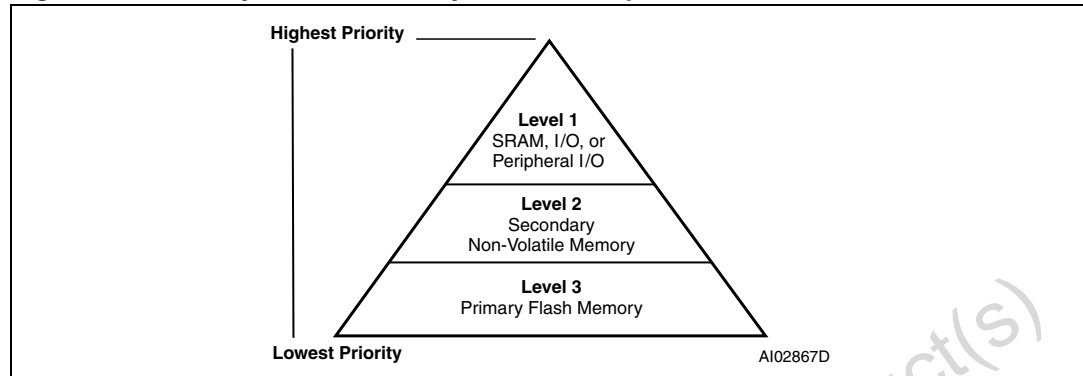 Highest Priority
Level 1
SRAM, I/O, or
Peripheral I/O
Level 2
Secondary
Non-Volatile Memory
Level 3
Primary Flash Memory
Lowest Priority
AI02867D